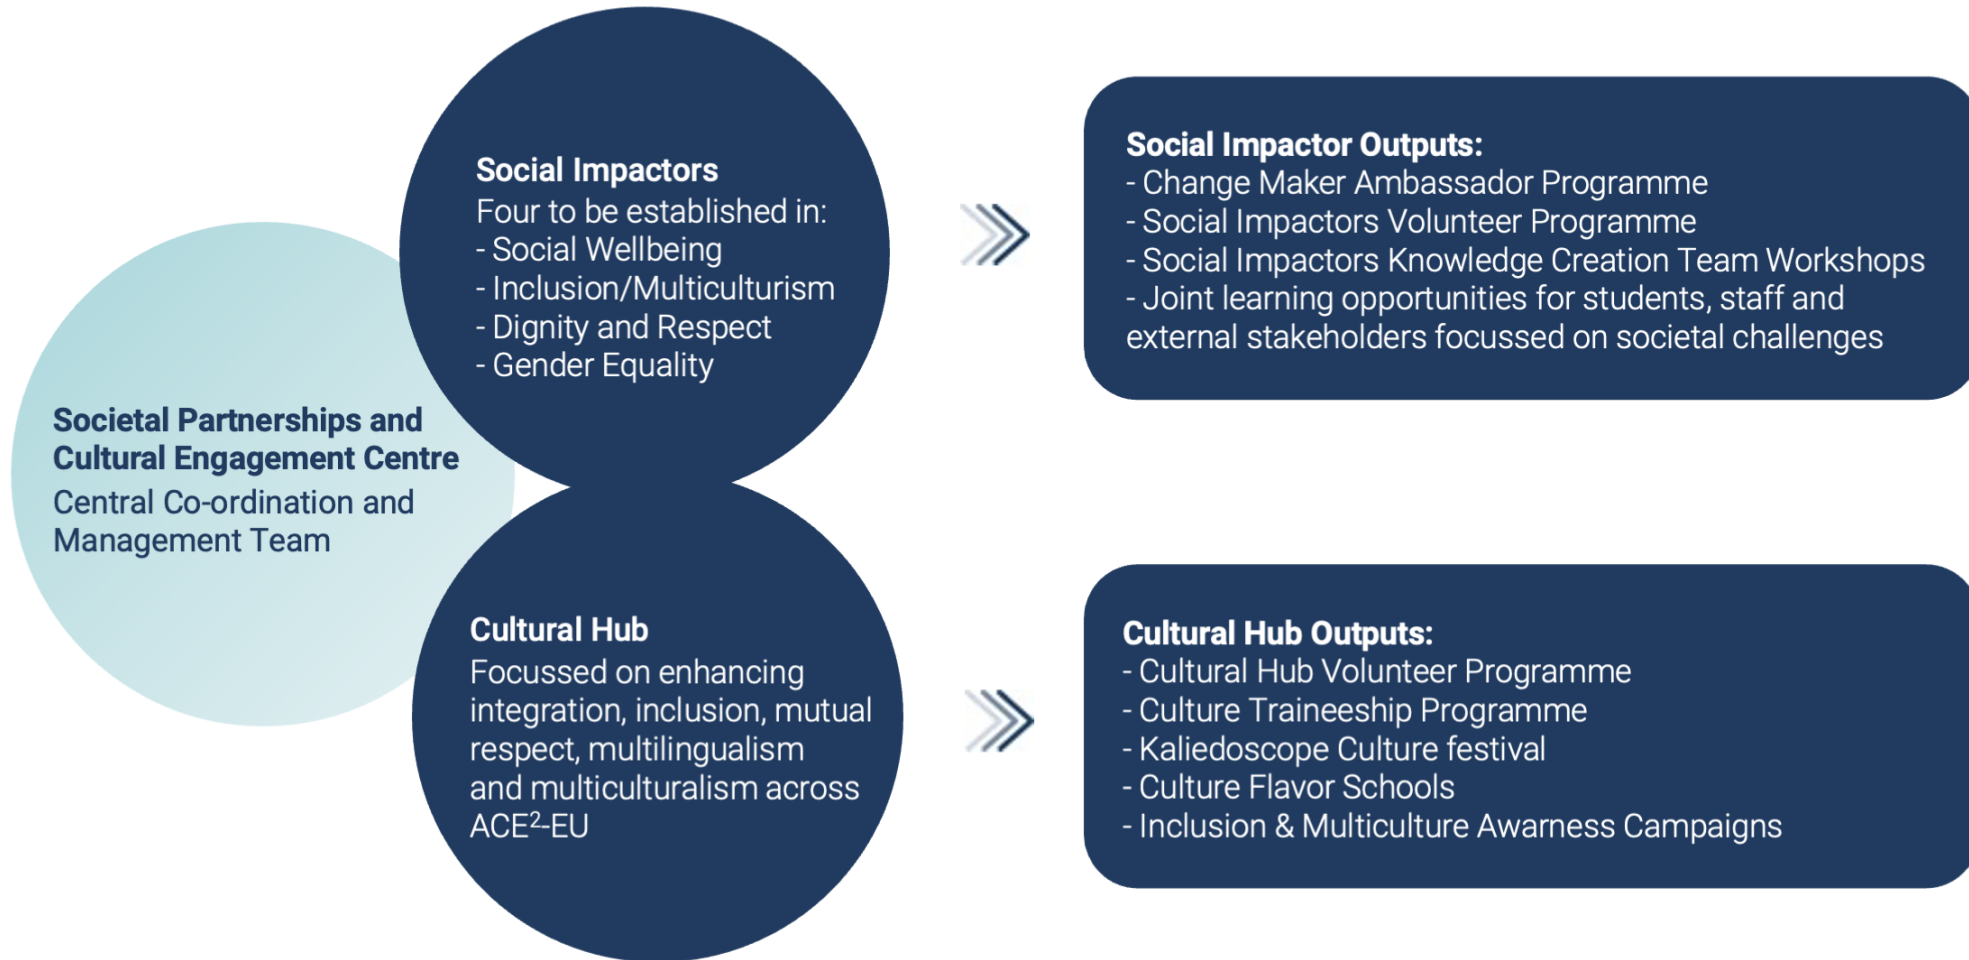 Societal Partnerships and
Cultural Engagement Centre
Central Co-ordination and
Management Team
Social Impactors
Four to be established in:
- Social Wellbeing
- Inclusion/Multiculturism
- Dignity and Respect
- Gender Equality
Social Impactor Outputs:
- Change Maker Ambassador Programme
- Social Impactors Volunteer Programme
- Social Impactors Knowledge Creation Team Workshops
- Joint learning opportunities for students, staff and
external stakeholders focussed on societal challenges
Cultural Hub
Focussed on enhancing
integration, inclusion, mutual
respect, multilingualism
and multiculturalism across
ACE²-EU
Cultural Hub Outputs:
- Cultural Hub Volunteer Programme
- Culture Traineeship Programme
- Kaliedoscope Culture festival
- Culture Flavor Schools
- Inclusion & Multiculture Awarness Campaigns